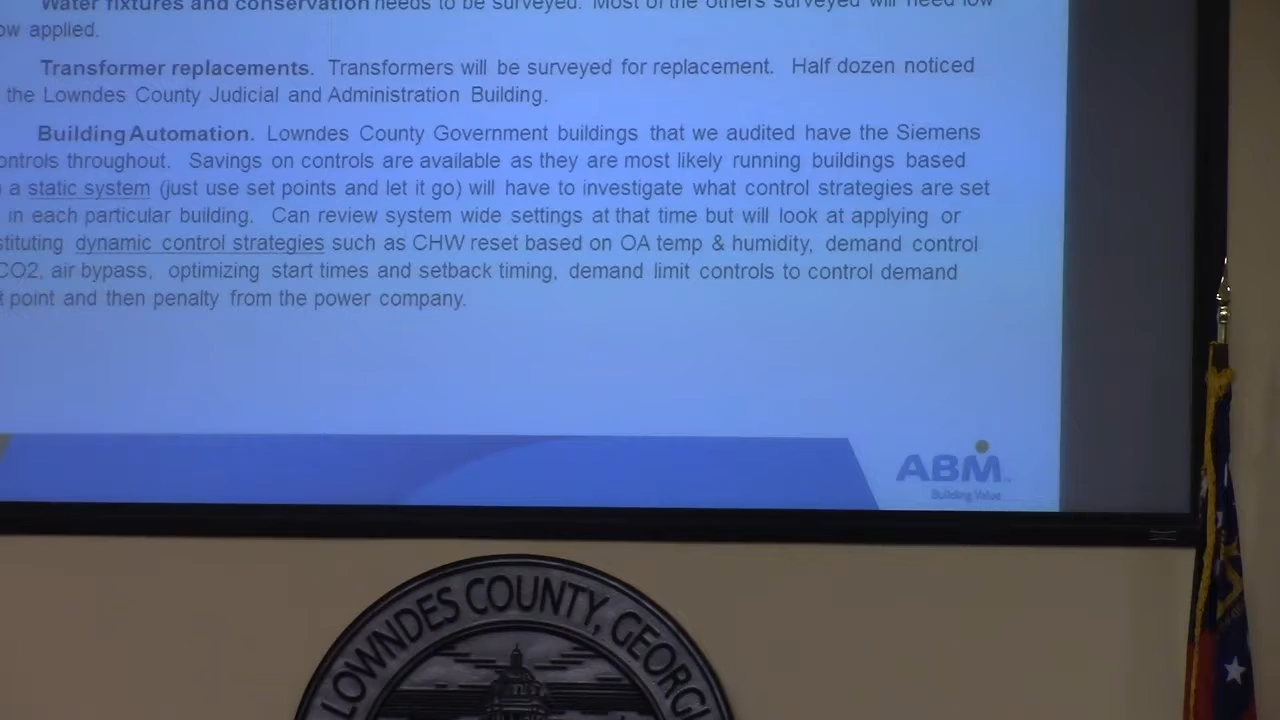 Water fixtures and conservation needs to be surveyed. Most of the others surveyed will need low
ow applied.
Transformer replacements. Transformers will be surveyed for replacement. Half dozen noticed
the Lowndes County Judicial and Administration Building.
Building Automation. Lowndes County Government buildings that we audited have the Siemens
ontrols throughout. Savings on controls are available as they are most likely running buildings based
a static system (just use set points and let it go) will have to investigate what control strategies are set
in each particular building. Can review system wide settings at that time but will look at applying or
stituting dynamic control strategies such as CHW reset based on OA temp & humidity, demand control
CO2, air bypass, optimizing start times and setback timing, demand limit controls to control demand
t point and then penalty from the power company.
ABM
Building Value
LOWNDES COUNTY, GEORGI